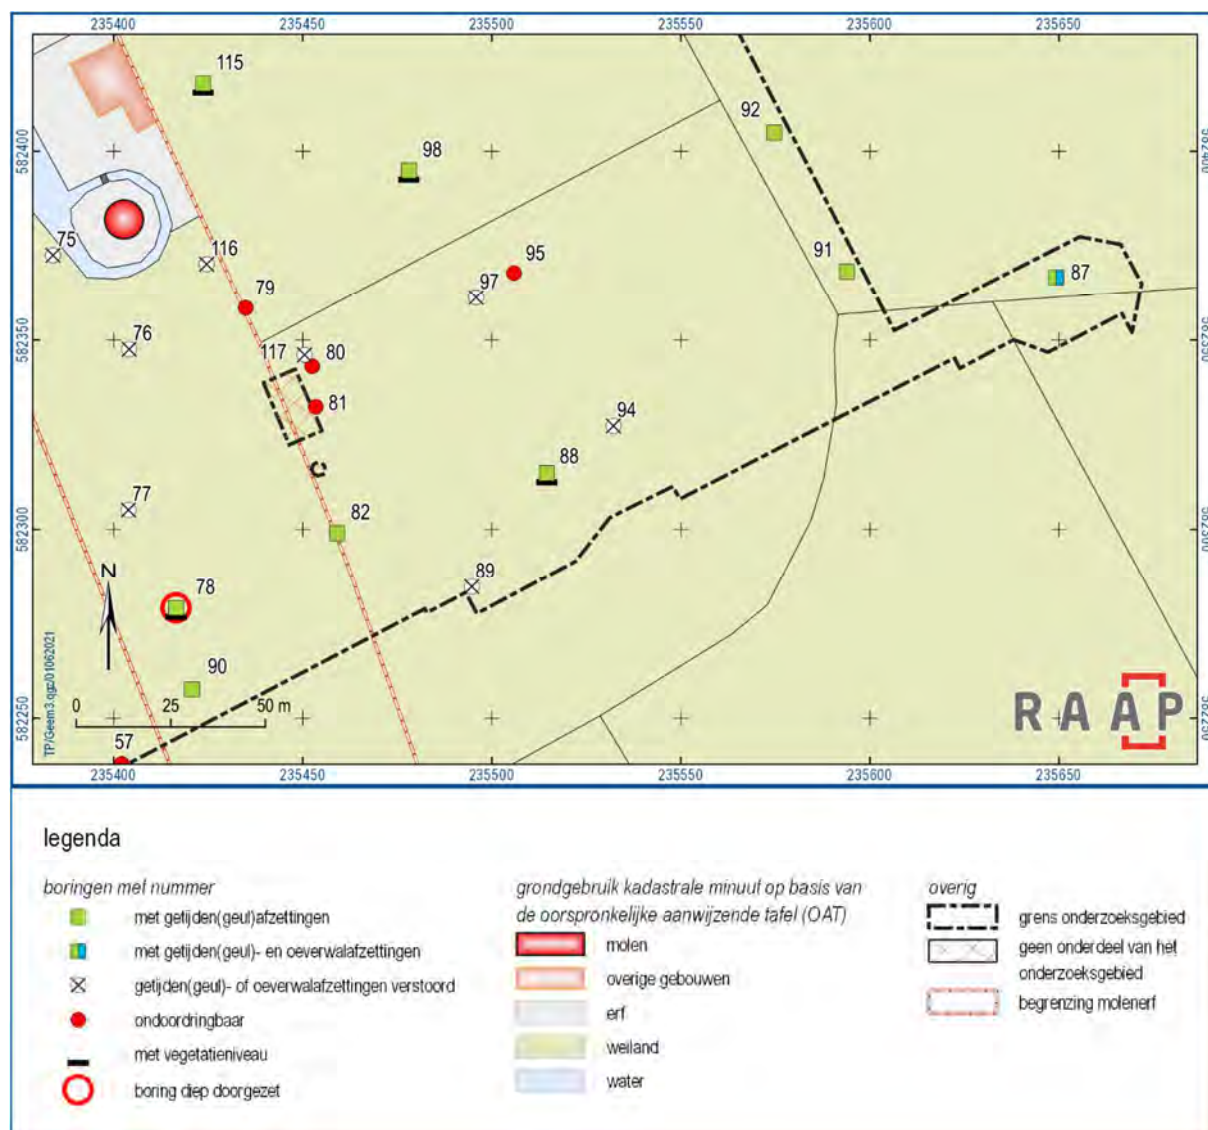 235400 235450 235500 235550 235600 235650
115
92
98
582400
582400
75
116
91
95
87
79
97
76
582350
582350
117
80
81
94
88
77
82
582300
582300
N
89
78
90
TP/Geem3.qgz/01062021
0 25 50 m
582250
582250
57
RAAP
235400 235450 235500 235550 235600 235650
legenda
boringen met nummer
met getijden(geul)afzettingen
met getijden(geul)- en oeverwalafzettingen
getijden(geul)- of oeverwalafzettingen verstoord
ondoordringbaar
met vegetatieniveau
boring diep doorgezet
grondgebruik kadastrale minuut op basis van
de oorspronkelijke aanwijzende tafel (OAT)
molen
overige gebouwen
erf
weiland
water
overig
grens onderzoeksgebied
geen onderdeel van het
onderzoeksgebied
begrenzing molenerf